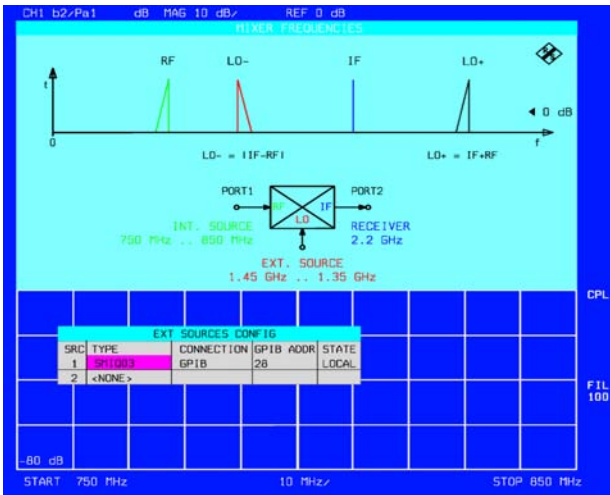 CH1 b2/Pa1 dB MAG 10 dB/ REF 0 dB
MIXER FREQUENCIES
RF LO- IF LO+
t
0 dB
0 f
LO- = |IF-RF| LO+ = IF+RF
PORT1 PORT2
RF IF
LO
INT. SOURCE RECEIVER
750 MHz .. 850 MHz 2.2 GHz
EXT. SOURCE
1.45 GHz .. 1.35 GHz
CPL
EXT SOURCES CONFIG
SRC TYPE CONNECTION GPIB ADDR STATE
1 SMIQ03 GPIB 28 LOCAL
2 <NONE>
FIL
100
-80 dB
START 750 MHz 10 MHz/ STOP 850 MHz